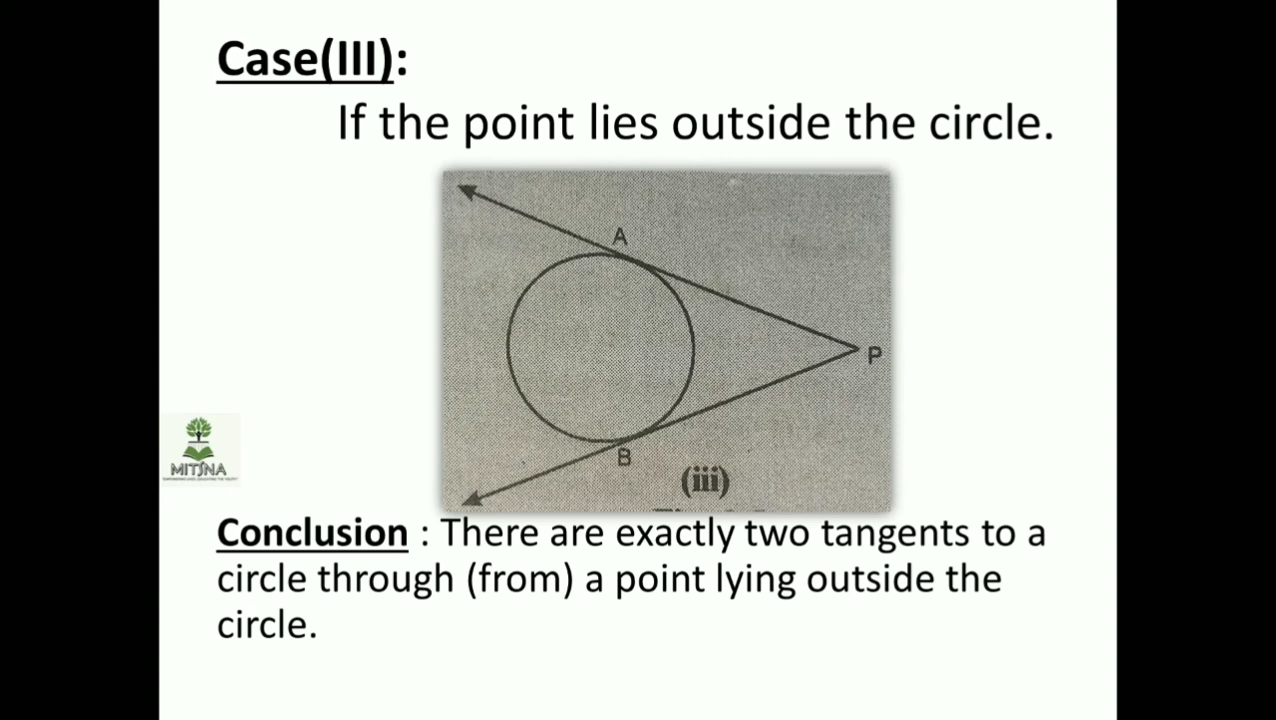 Case(III):
If the point lies outside the circle.
A
P
B
(iii)
MITSNA
Conclusion : There are exactly two tangents to a
circle through (from) a point lying outside the
circle.